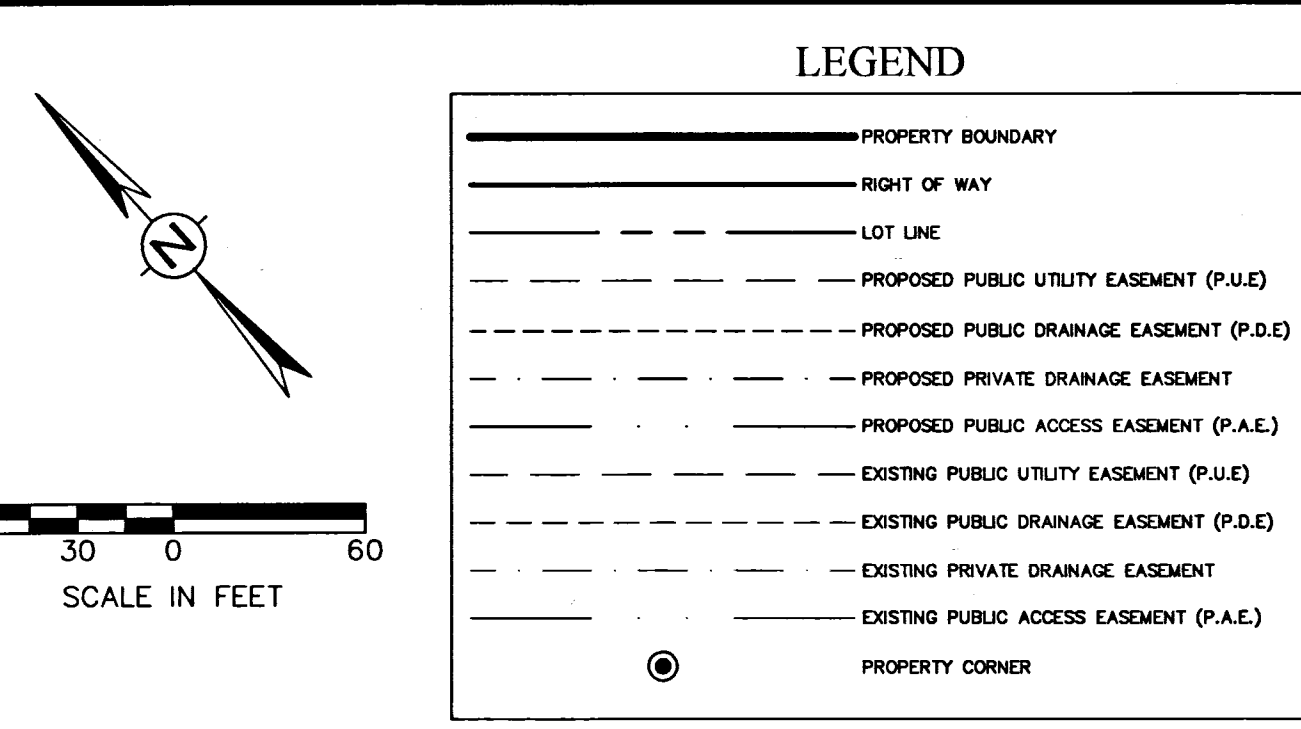 LEGEND
PROPERTY BOUNDARY
RIGHT OF WAY
LOT LINE
PROPOSED PUBLIC UTILITY EASEMENT (P.U.E)
PROPOSED PUBLIC DRAINAGE EASEMENT (P.D.E)
PROPOSED PRIVATE DRAINAGE EASEMENT
PROPOSED PUBLIC ACCESS EASEMENT (P.A.E.)
EXISTING PUBLIC UTILITY EASEMENT (P.U.E)
EXISTING PUBLIC DRAINAGE EASEMENT (P.D.E)
EXISTING PRIVATE DRAINAGE EASEMENT
EXISTING PUBLIC ACCESS EASEMENT (P.A.E.)
PROPERTY CORNER
N
30 0 60
SCALE IN FEET